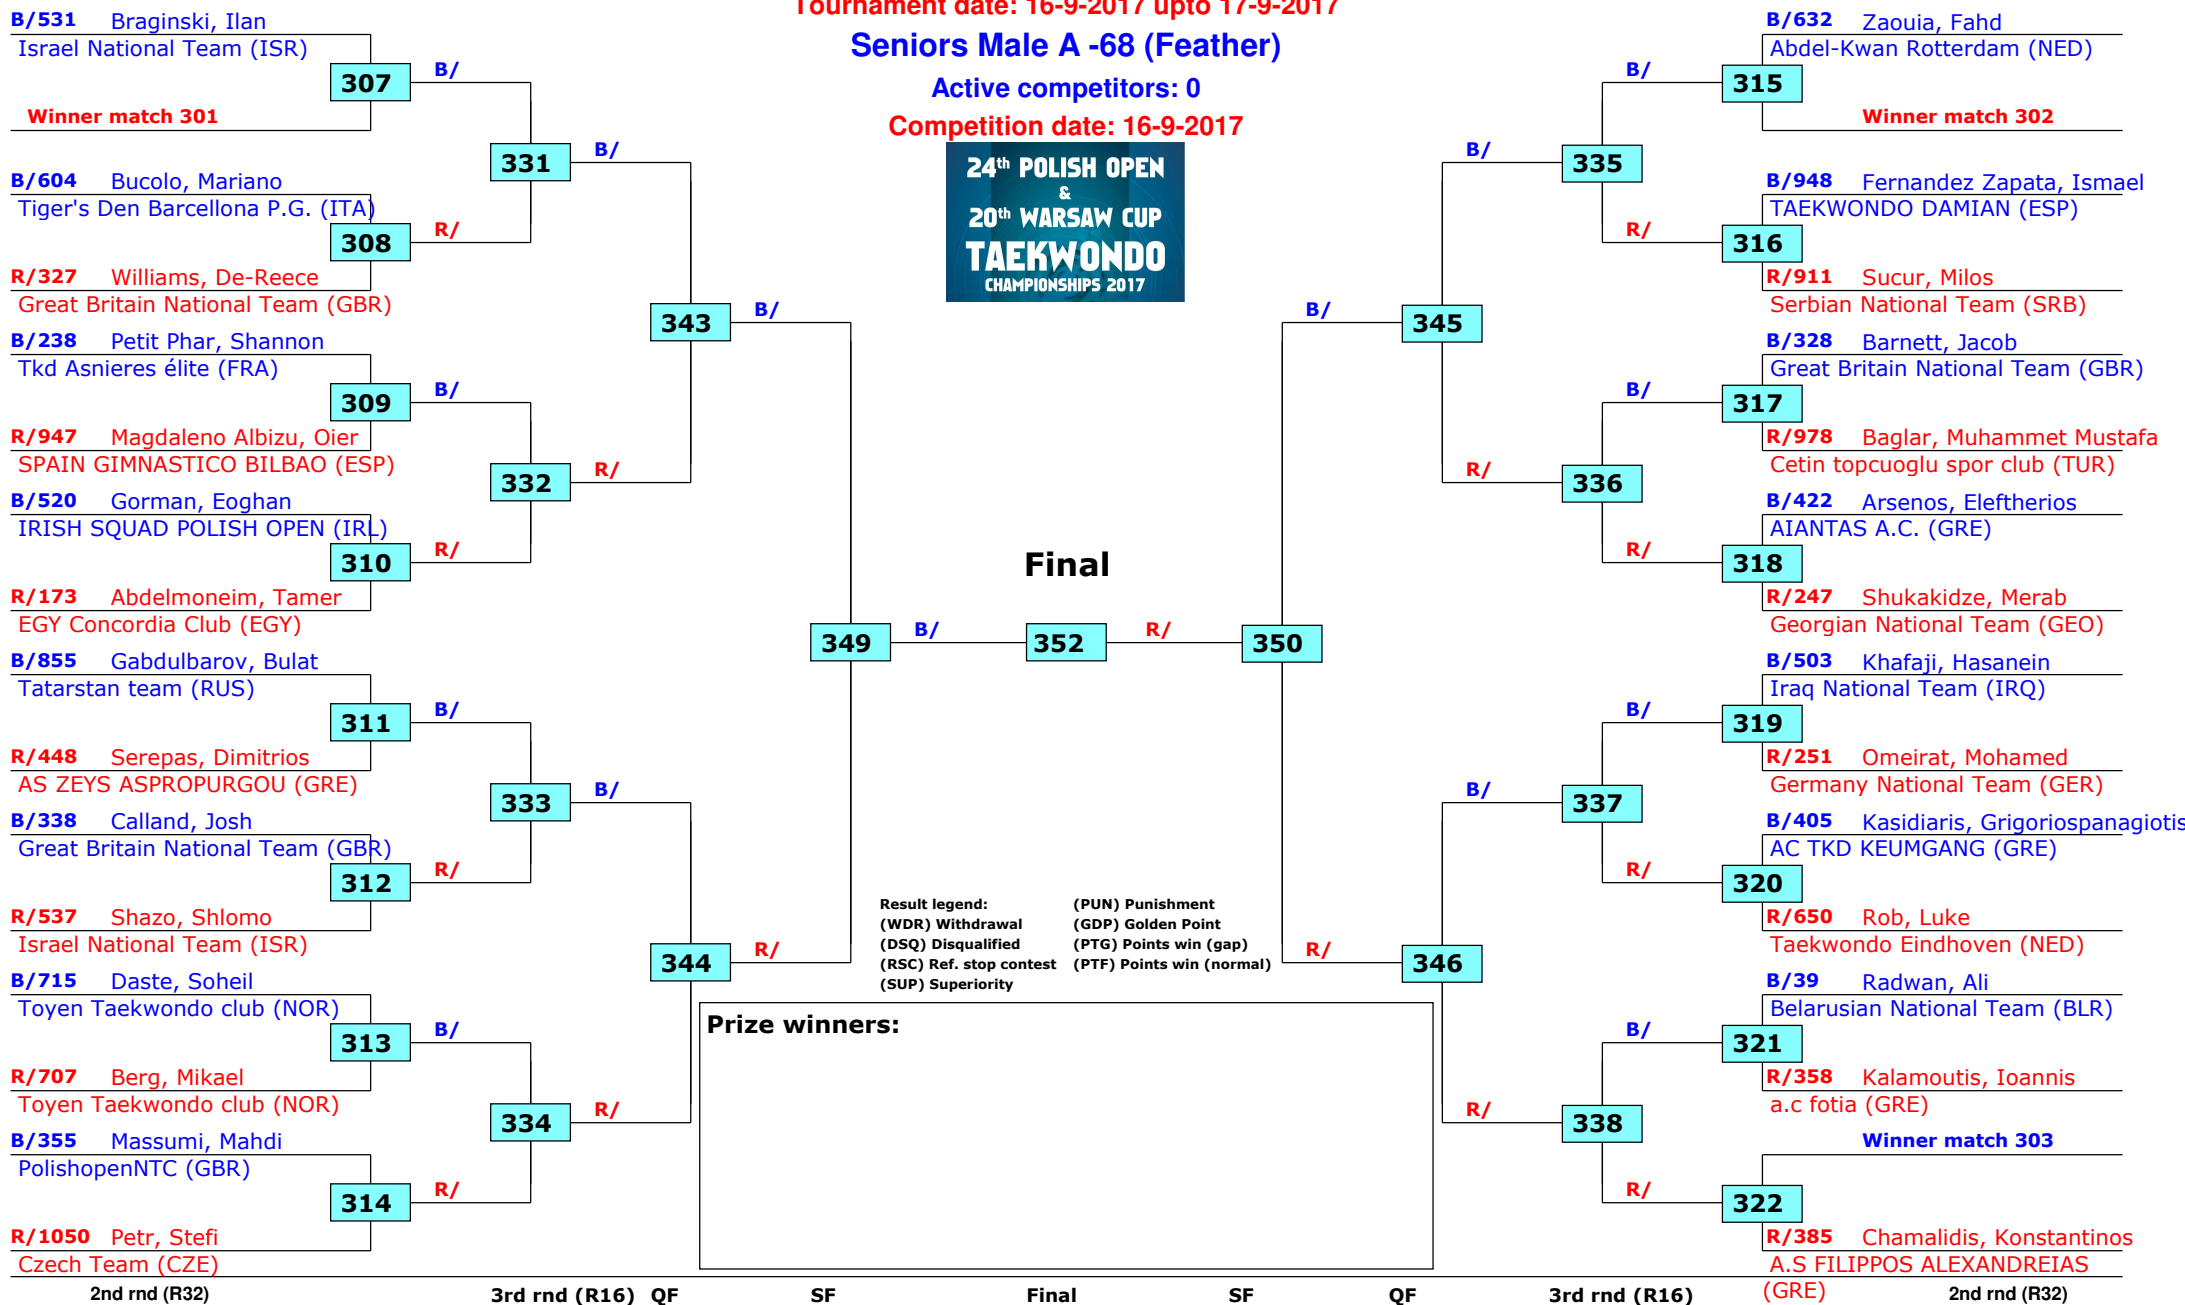 Tournament date: 16-9-2017 upto 17-9-2017
Seniors Male A -68 (Feather)
Active competitors: 0
Competition date: 16-9-2017
24th POLISH OPEN
&
20th WARSAW CUP
TAEKWONDO
CHAMPIONSHIPS 2017
B/531 Braginski, Ilan
Israel National Team (ISR)
307
Winner match 301
B/604 Bucolo, Mariano
Tiger's Den Barcellona P.G. (ITA)
308
R/327 Williams, De-Reece
Great Britain National Team (GBR)
B/238 Petit Phar, Shannon
Tkd Asnieres élite (FRA)
309
R/947 Magdaleno Albizu, Oier
SPAIN GIMNASTICO BILBAO (ESP)
B/520 Gorman, Eoghan
IRISH SQUAD POLISH OPEN (IRL)
310
R/173 Abdelmoneim, Tamer
EGY Concordia Club (EGY)
B/855 Gabdulbarov, Bulat
Tatarstan team (RUS)
311
R/448 Serepas, Dimitrios
AS ZEYS ASPROPURGOU (GRE)
B/338 Calland, Josh
Great Britain National Team (GBR)
312
R/537 Shazo, Shlomo
Israel National Team (ISR)
B/715 Daste, Soheil
Toyen Taekwondo club (NOR)
313
R/707 Berg, Mikael
Toyen Taekwondo club (NOR)
B/355 Massumi, Mahdi
PolishopenNTC (GBR)
314
R/1050 Petr, Stefi
Czech Team (CZE)
B/
331
R/
B/
332
R/
B/
333
R/
B/
334
R/
B/
343
R/
B/
344
R/
B/
349
R/
Final
B/
352
R/
B/
350
R/
B/
345
R/
B/
346
R/
B/
335
R/
B/
336
R/
B/
337
R/
B/
338
R/
B/632 Zaouia, Fahd
Abdel-Kwan Rotterdam (NED)
315
Winner match 302
B/948 Fernandez Zapata, Ismael
TAEKWONDO DAMIAN (ESP)
316
R/911 Sucur, Milos
Serbian National Team (SRB)
B/328 Barnett, Jacob
Great Britain National Team (GBR)
317
R/978 Baglar, Muhammet Mustafa
Cetin topcuoglu spor club (TUR)
B/422 Arsenos, Eleftherios
AIANTAS A.C. (GRE)
318
R/247 Shukakidze, Merab
Georgian National Team (GEO)
B/503 Khafaji, Hasanein
Iraq National Team (IRQ)
319
R/251 Omeirat, Mohamed
Germany National Team (GER)
B/405 Kasidiaris, Grigoriospanagiotis
AC TKD KEUMGANG (GRE)
320
R/650 Rob, Luke
Taekwondo Eindhoven (NED)
B/39 Radwan, Ali
Belarusian National Team (BLR)
321
R/358 Kalamoutis, Ioannis
a.c fotia (GRE)
Winner match 303
322
R/385 Chamalidis, Konstantinos
A.S FILIPPOS ALEXANDREIAS
(GRE)
Result legend: (PUN) Punishment
(WDR) Withdrawal (GDP) Golden Point
(DSQ) Disqualified (PTG) Points win (gap)
(RSC) Ref. stop contest (PTF) Points win (normal)
(SUP) Superiority
Prize winners:
2nd rnd (R32) 3rd rnd (R16) QF SF Final SF QF 3rd rnd (R16) 2nd rnd (R32)